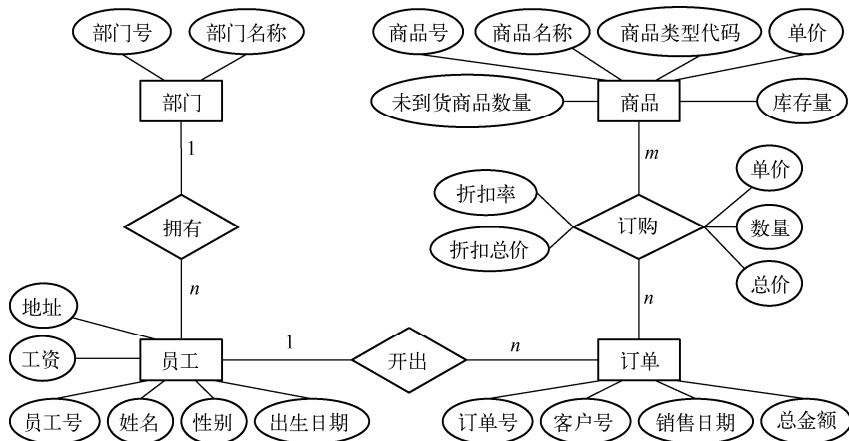 部门号
部门名称
商品号
商品名称
商品类型代码
单价
部门
未到货商品数量
商品
库存量
1
m
折扣率
单价
拥有
订购
数量
折扣总价
总价
n
n
地址
工资
员工
1
开出
n
订单
员工号
姓名
性别
出生日期
订单号
客户号
销售日期
总金额